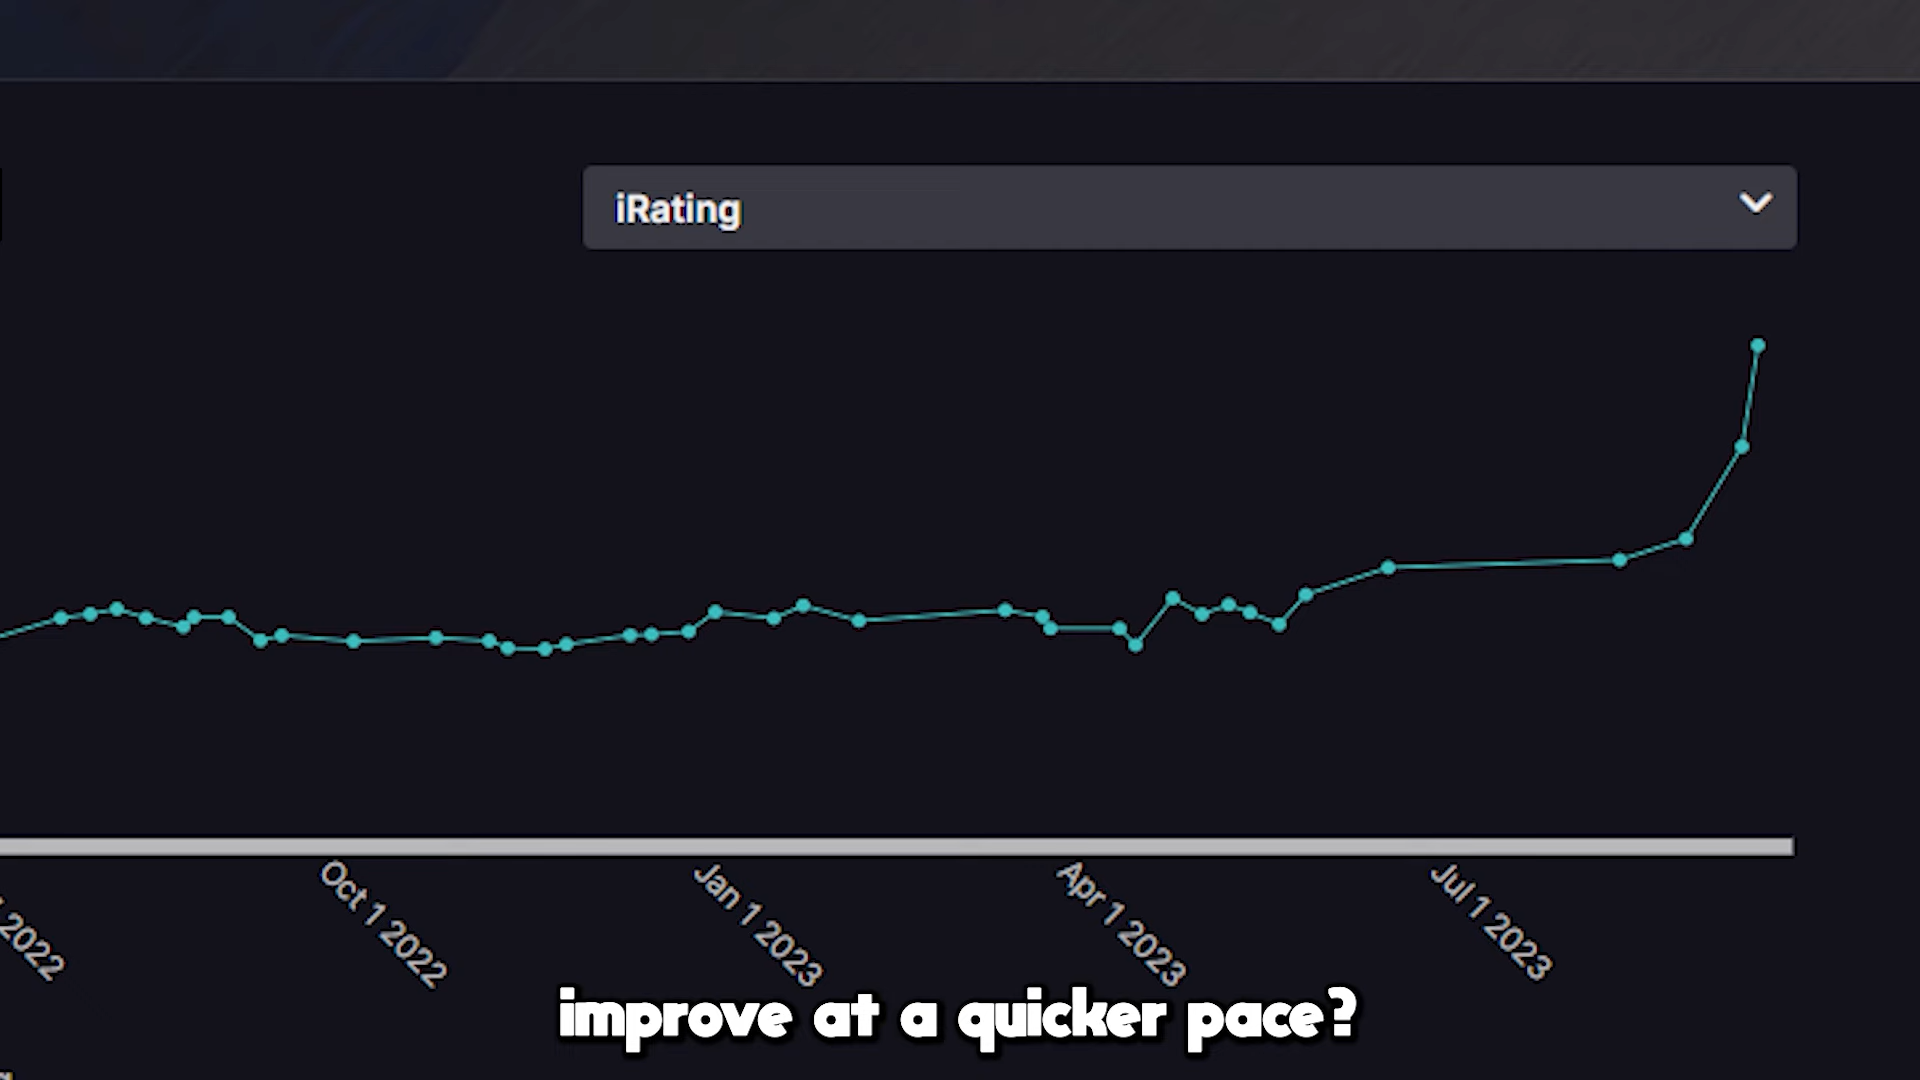 iRating
2022
Oct 1 2022
Jan 1 2023
Apr 1 2023
Jul 1 2023
improve at a quicker pace?